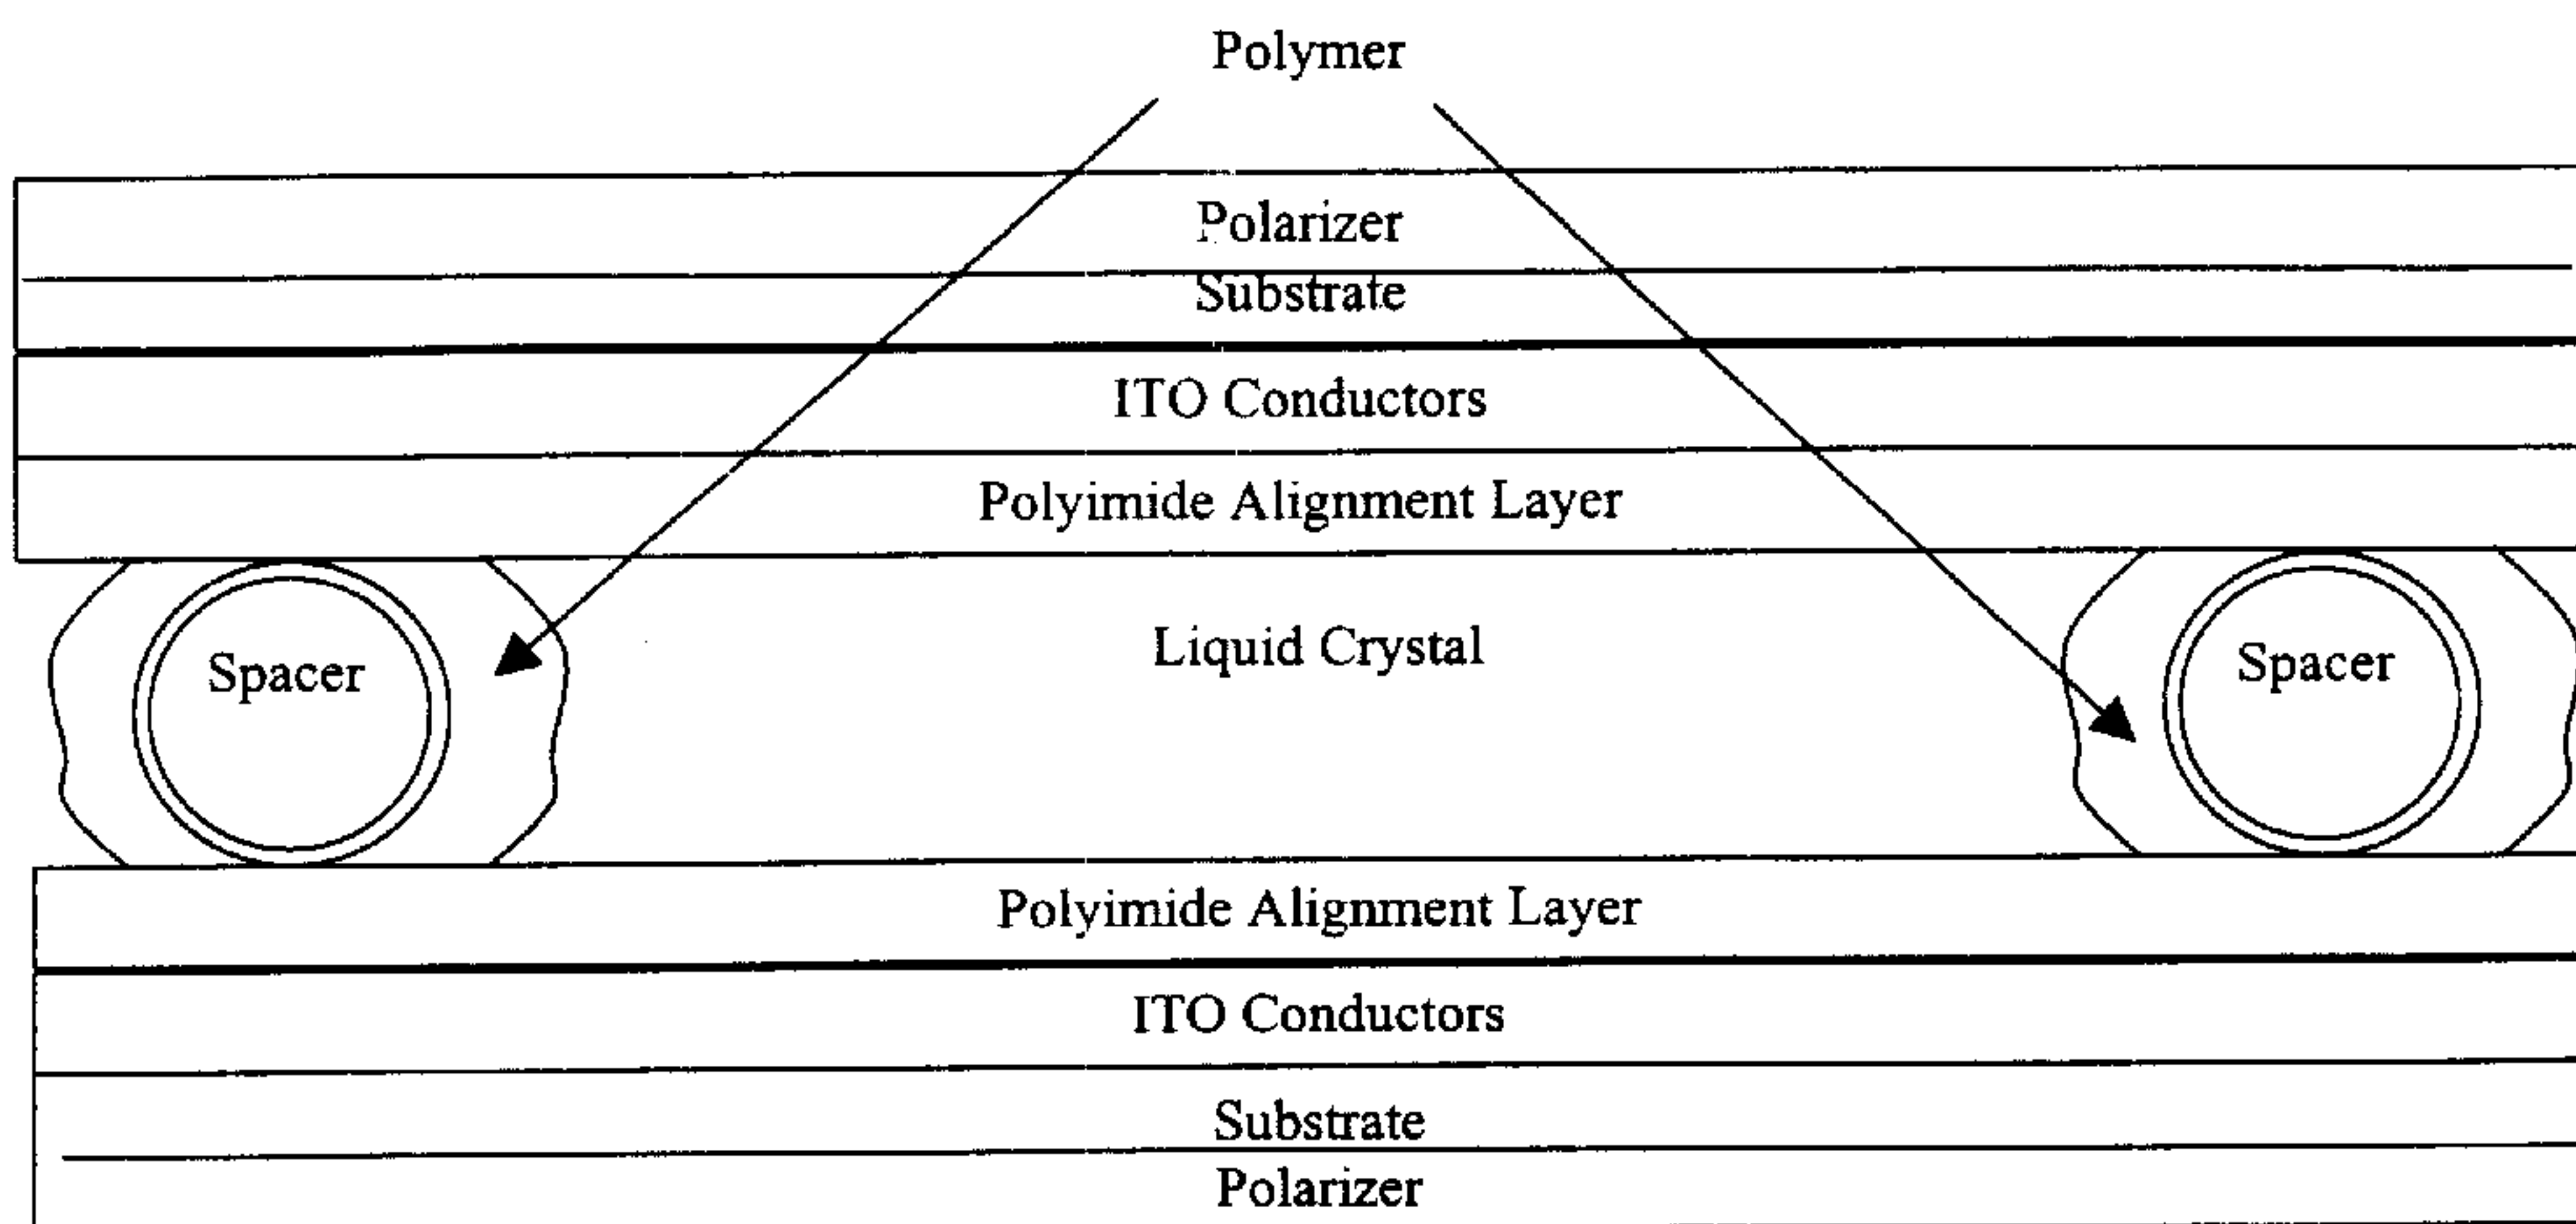 Polymer
Polarizer
Substrate
ITO Conductors
Polyimide Alignment Layer
Liquid Crystal
Spacer
Spacer
Polyimide Alignment Layer
ITO Conductors
Substrate
Polarizer